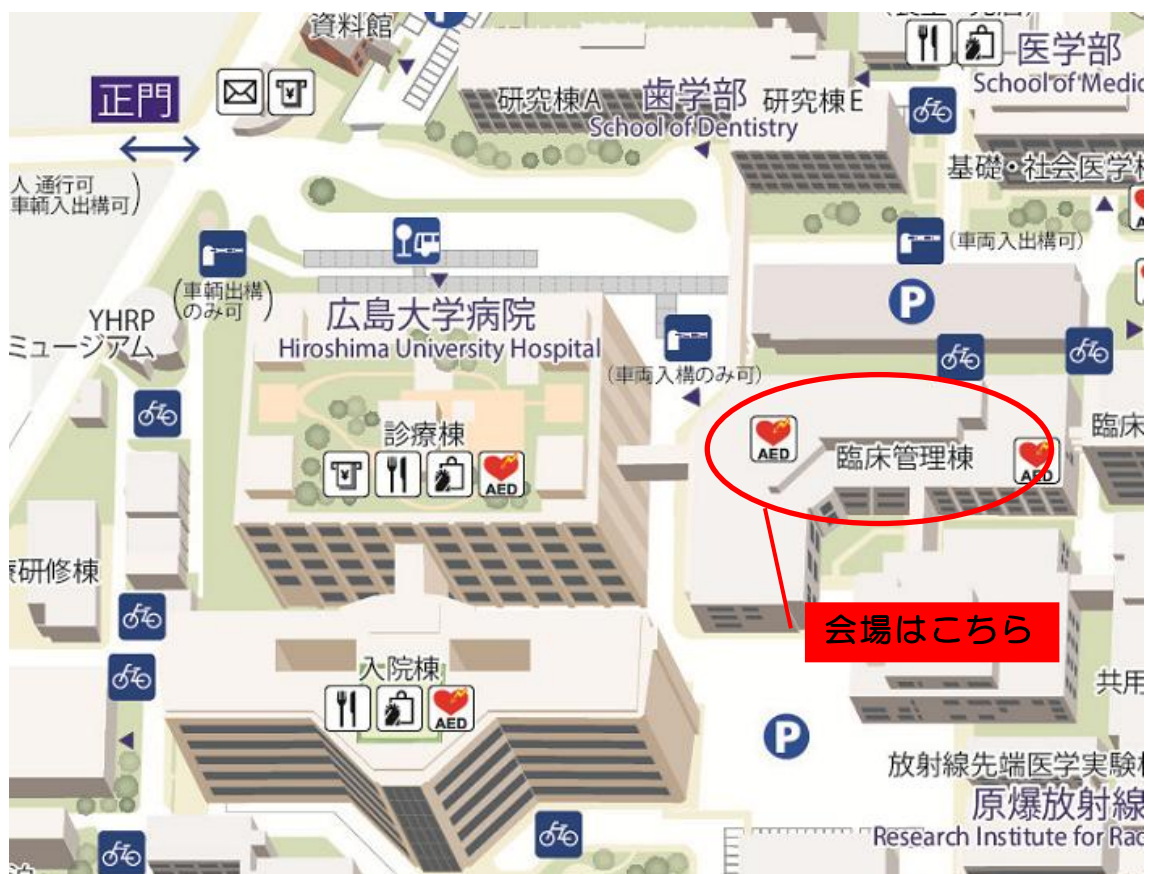 資料館
正門
人 通行可
車輌入出構可)
研究棟A
歯学部
School of Dentistry
研究棟E
医学部
School of Medic
基礎・社会医学
(車両入出構可)
(車輌出構
のみ可)
YHRP
ミュージアム
広島大学病院
Hiroshima University Hospital
(車両入構のみ可)
P
診療棟
AED
AED
臨床管理棟
AED
臨床
研修棟
会場はこちら
入院棟
AED
共用
P
放射線先端医学実験
原爆放射線
Research Institute for Rad